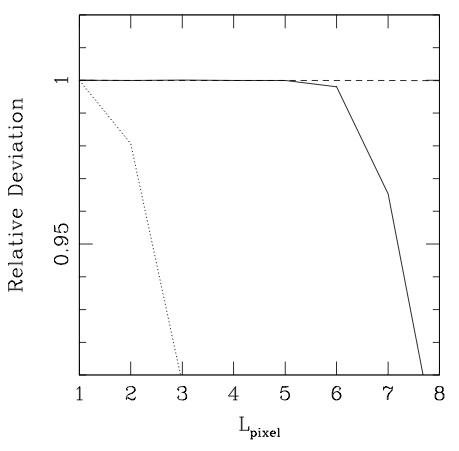 Relative Deviation
1
0.95
1 2 3 4 5 6 7 8
L_pixel